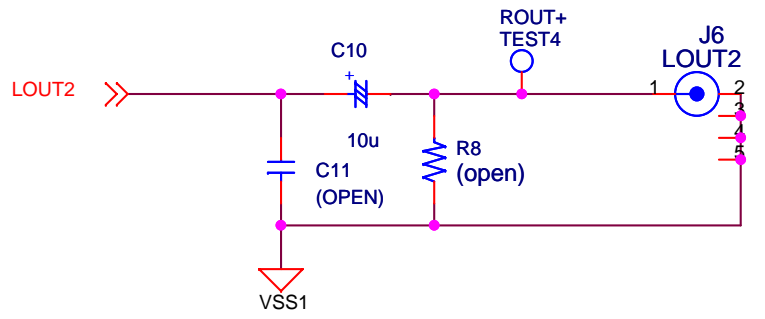 ROUT+
TEST4
J6
LOUT2
C10
+
LOUT2
1
2
3
4
5
10u
R8
(open)
C11
(OPEN)
VSS1